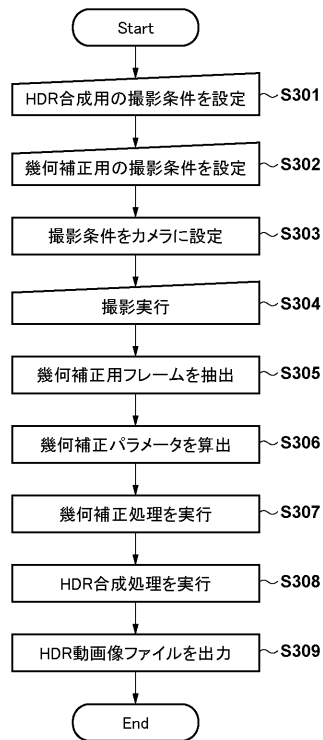 Start
HDR合成用の撮影条件を設定 S301
幾何補正用の撮影条件を設定 S302
撮影条件をカメラに設定 S303
撮影実行 S304
幾何補正用フレームを抽出 S305
幾何補正パラメータを算出 S306
幾何補正処理を実行 S307
HDR合成処理を実行 S308
HDR動画像ファイルを出力 S309
End